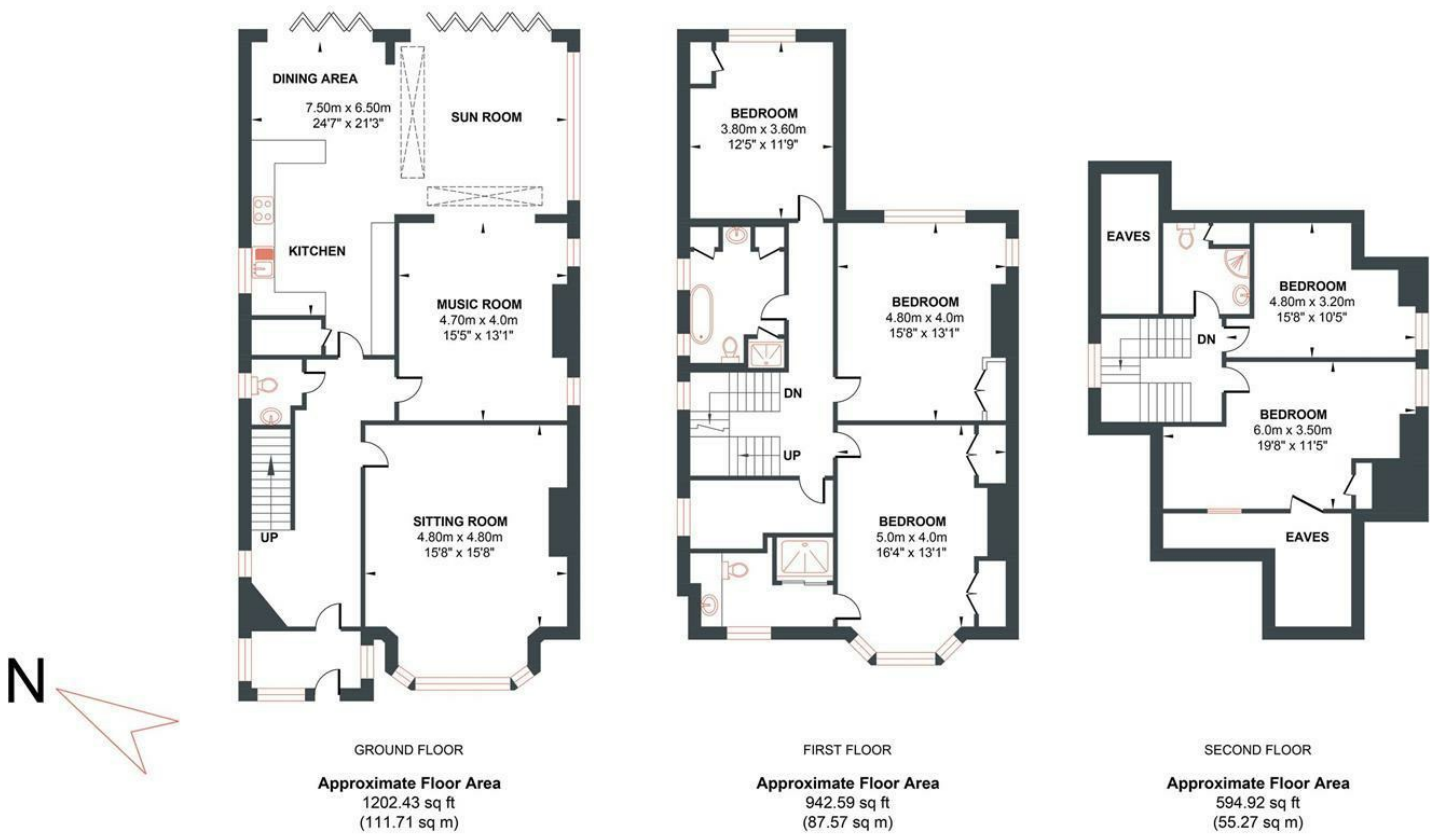 DINING AREA
7.50m x 6.50m
24'7" x 21'3"
SUN ROOM
KITCHEN
MUSIC ROOM
4.70m x 4.0m
15'5" x 13'1"
SITTING ROOM
4.80m x 4.80m
15'8" x 15'8"
UP
N
GROUND FLOOR
Approximate Floor Area
1202.43 sq ft
(111.71 sq m)
BEDROOM
3.80m x 3.60m
12'5" x 11'9"
BEDROOM
4.80m x 4.0m
15'8" x 13'1"
DN
UP
BEDROOM
5.0m x 4.0m
16'4" x 13'1"
FIRST FLOOR
Approximate Floor Area
942.59 sq ft
(87.57 sq m)
EAVES
BEDROOM
4.80m x 3.20m
15'8" x 10'5"
DN
BEDROOM
6.0m x 3.50m
19'8" x 11'5"
EAVES
SECOND FLOOR
Approximate Floor Area
594.92 sq ft
(55.27 sq m)